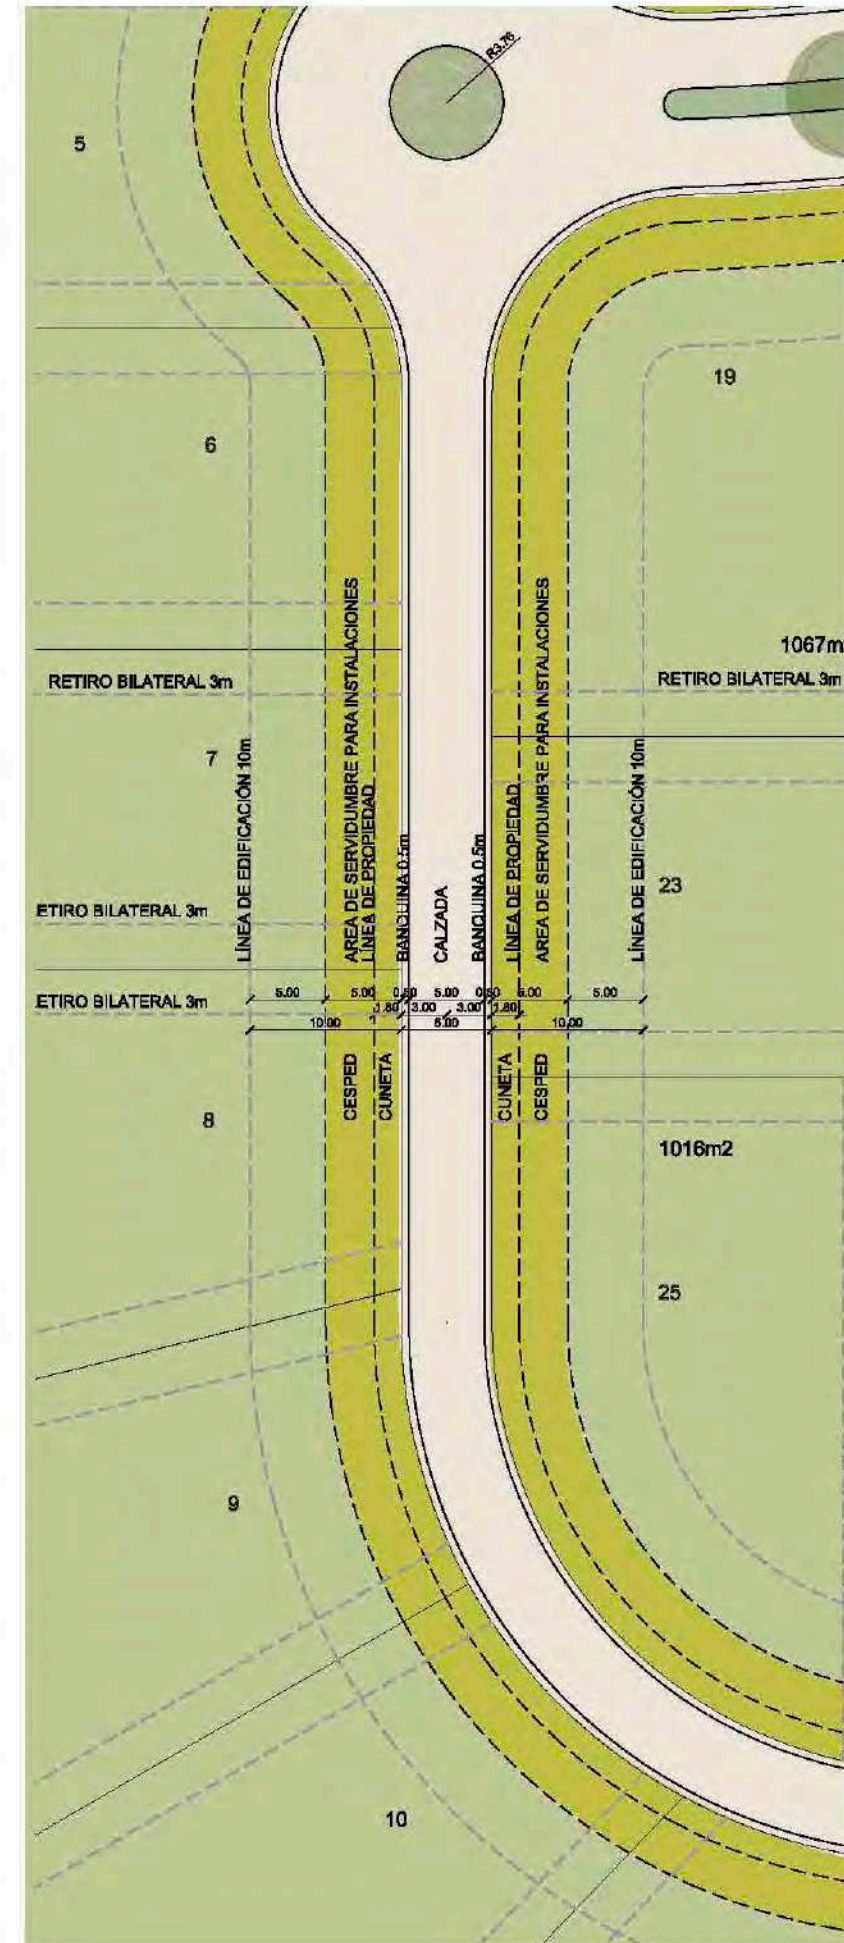 R3.76
5
19
6
1067m
RETIRO BILATERAL 3m
RETIRO BILATERAL 3m
7
LÍNEA DE EDIFICACIÓN 10m
AREA DE SERVIDUMBRE PARA INSTALACIONES
LÍNEA DE PROPIEDAD
BANQUINA 0.5m
CALZADA
BANQUINA 0.5m
LÍNEA DE PROPIEDAD
AREA DE SERVIDUMBRE PARA INSTALACIONES
LÍNEA DE EDIFICACIÓN 10m
23
ETIRO BILATERAL 3m
ETIRO BILATERAL 3m
5.00 5.00 0.50 5.00 0.50 5.00 5.00
1.80 3.00 3.00 1.80
10.00 6.00 10.00
CESPED
CUNETA
CUNETA
CESPED
8
1016m2
25
9
10